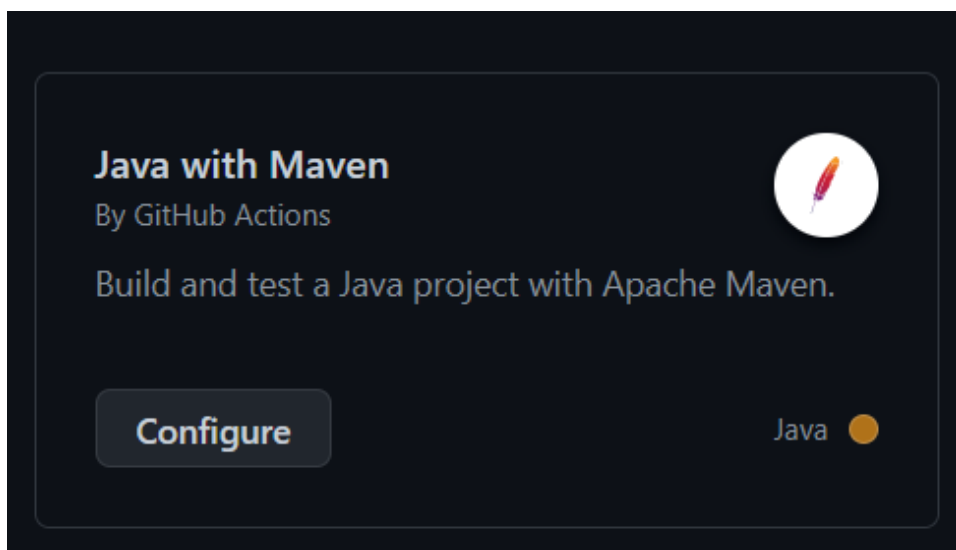 Java with Maven
By GitHub Actions
Build and test a Java project with Apache Maven.
Configure
Java